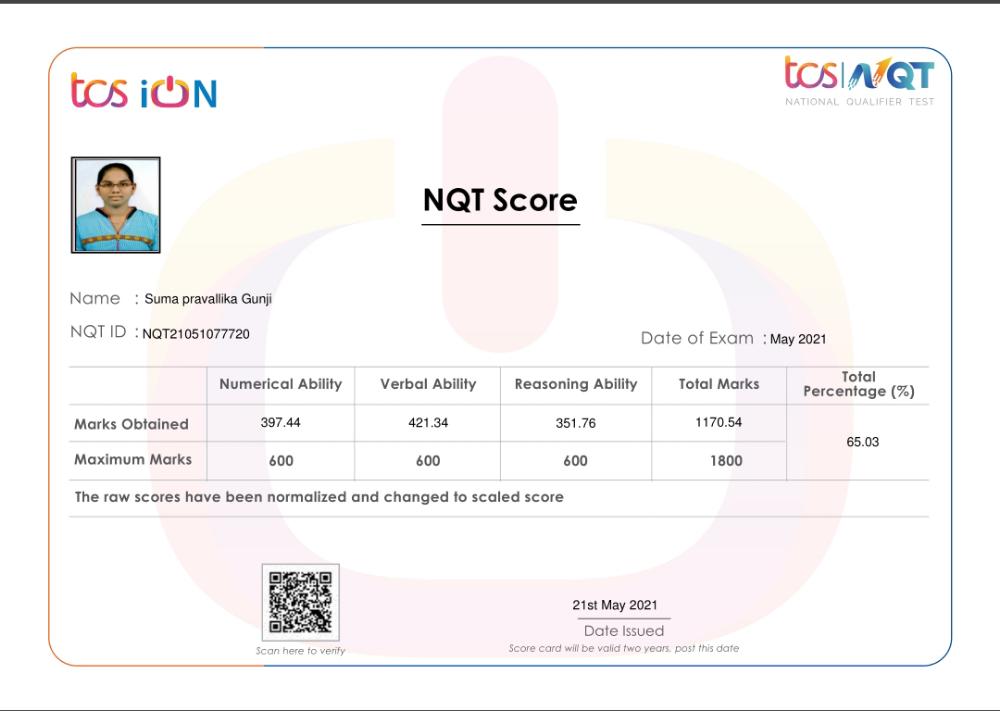 tcs iON
tcs|NQT
NATIONAL QUALIFIER TEST
NQT Score
Name : Suma pravallika Gunji
NQT ID : NQT21051077720
Date of Exam : May 2021
Numerical Ability Verbal Ability Reasoning Ability Total Marks Total Percentage (%)
Marks Obtained 397.44 421.34 351.76 1170.54 65.03
Maximum Marks 600 600 600 1800
The raw scores have been normalized and changed to scaled score
Scan here to verify
21st May 2021
Date Issued
Score card will be valid two years, post this date